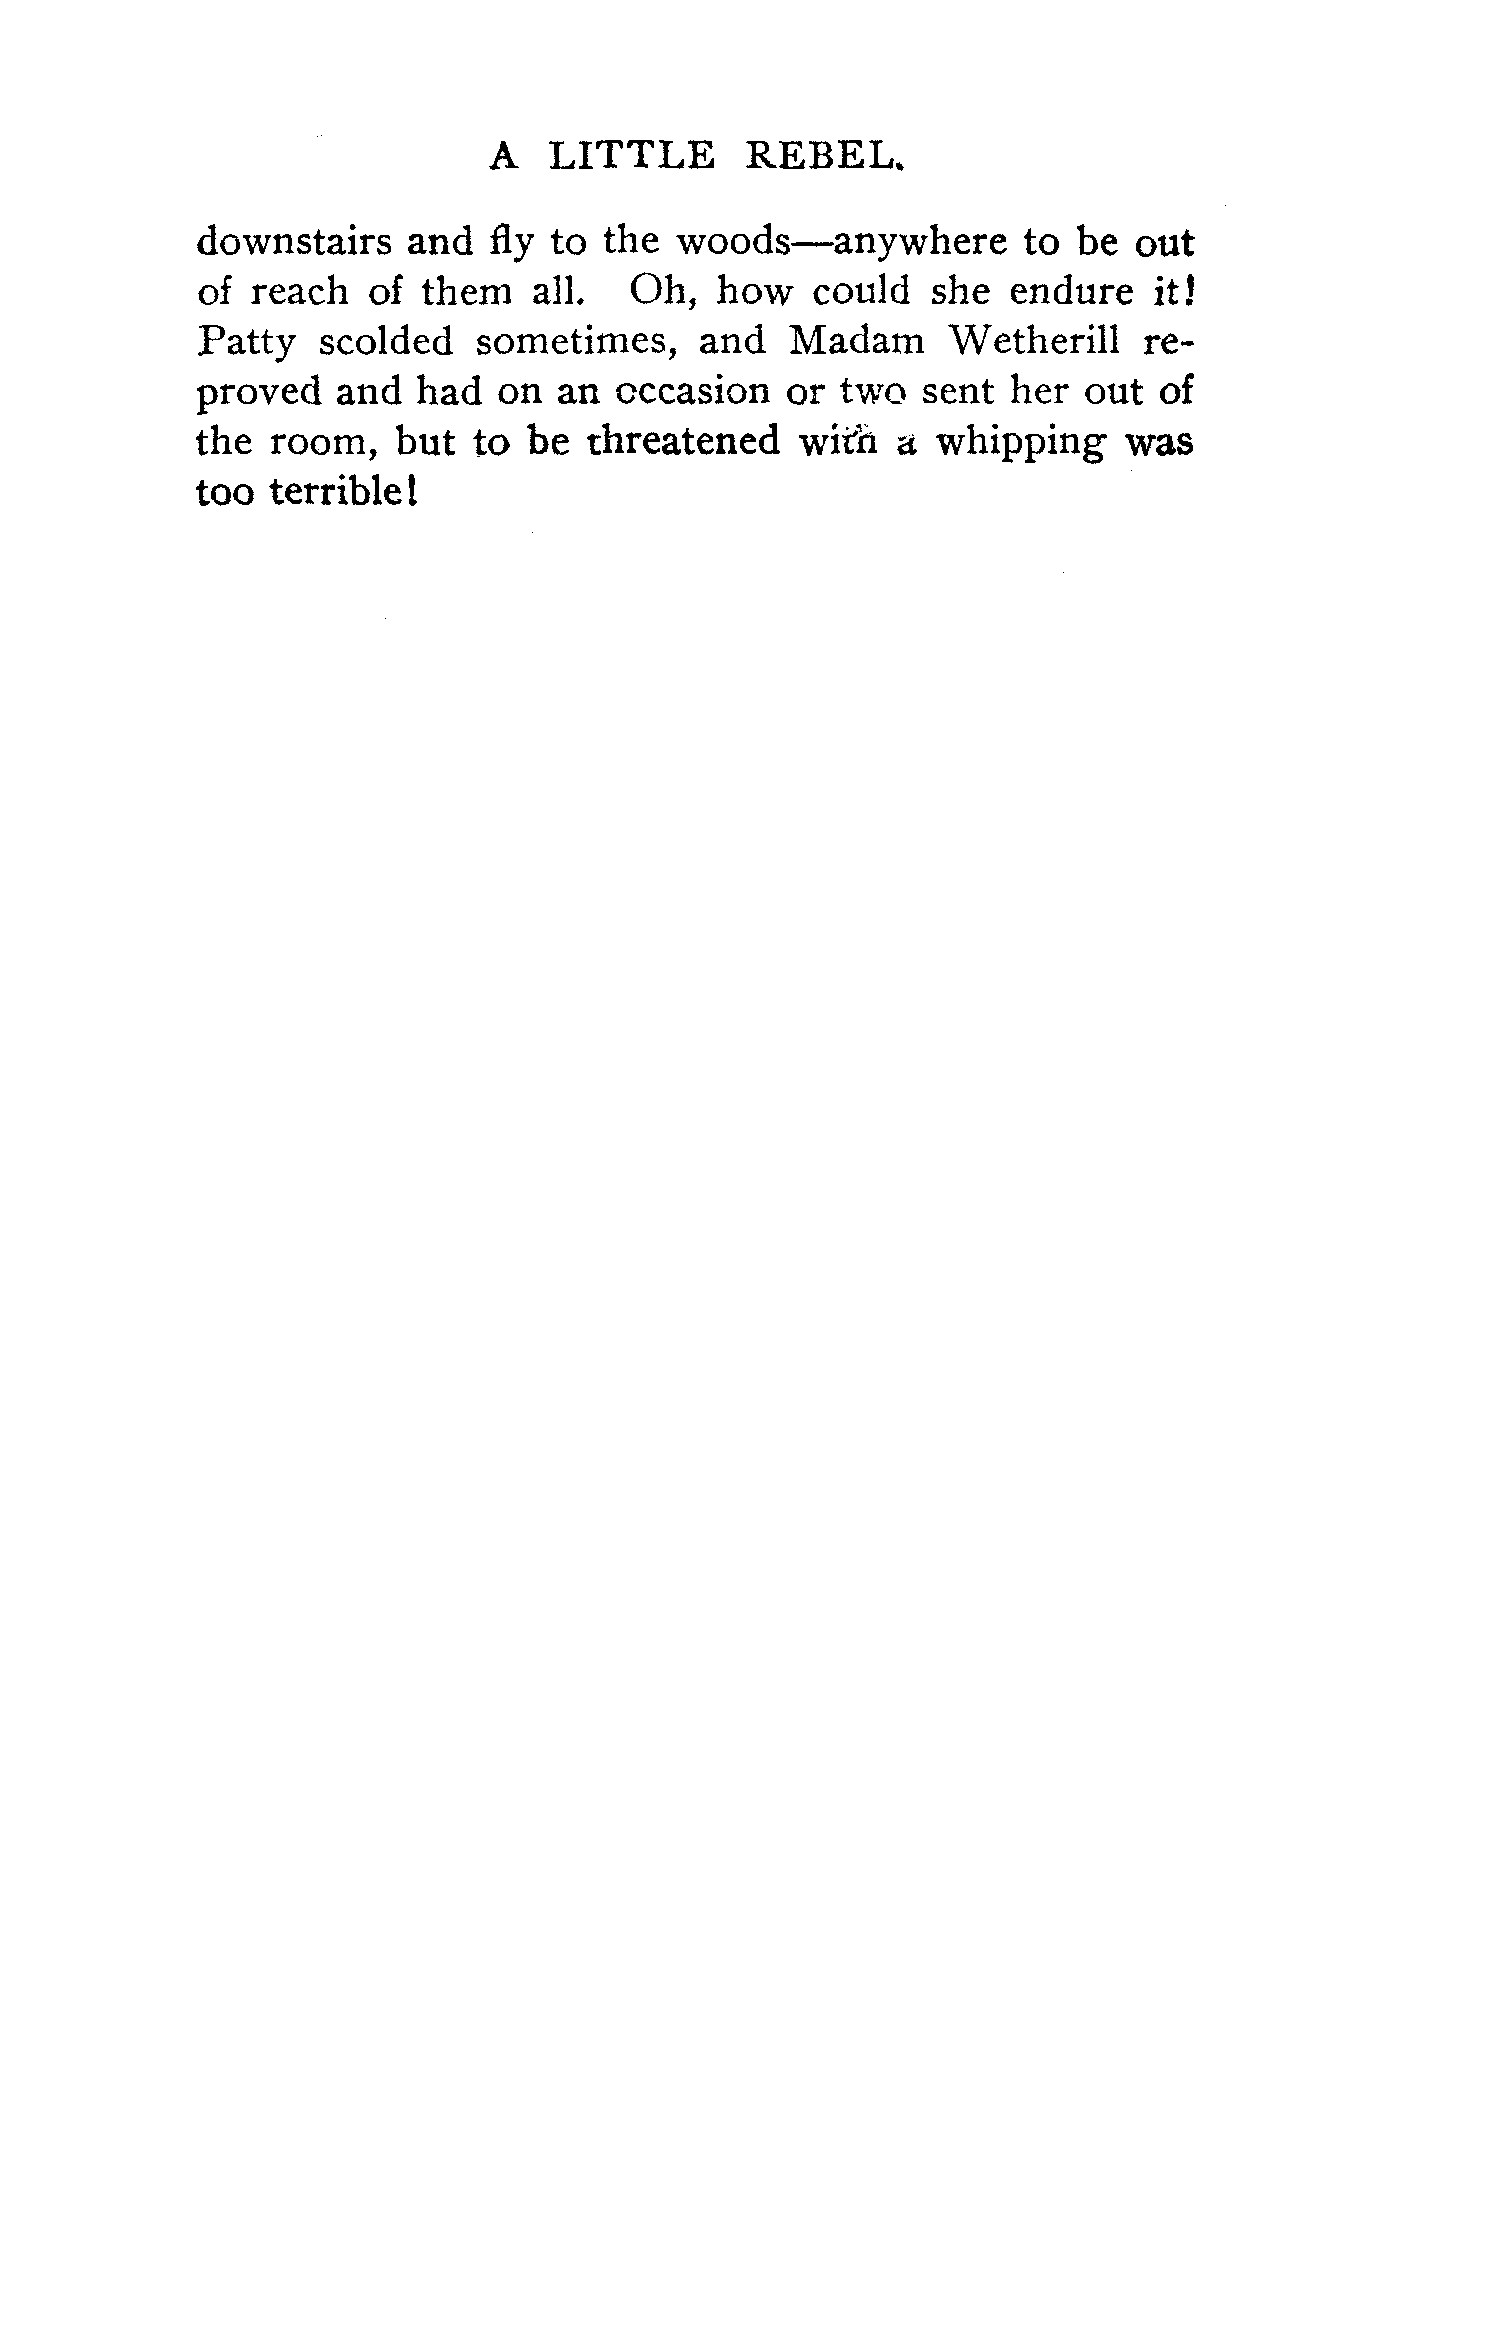 A LITTLE REBEL.
downstairs and fly to the woods—anywhere to be out
of reach of them all. Oh, how could she endure it!
Patty scolded sometimes, and Madam Wetherill re-
proved and had on an occasion or two sent her out of
the room, but to be threatened with a whipping was
too terrible!